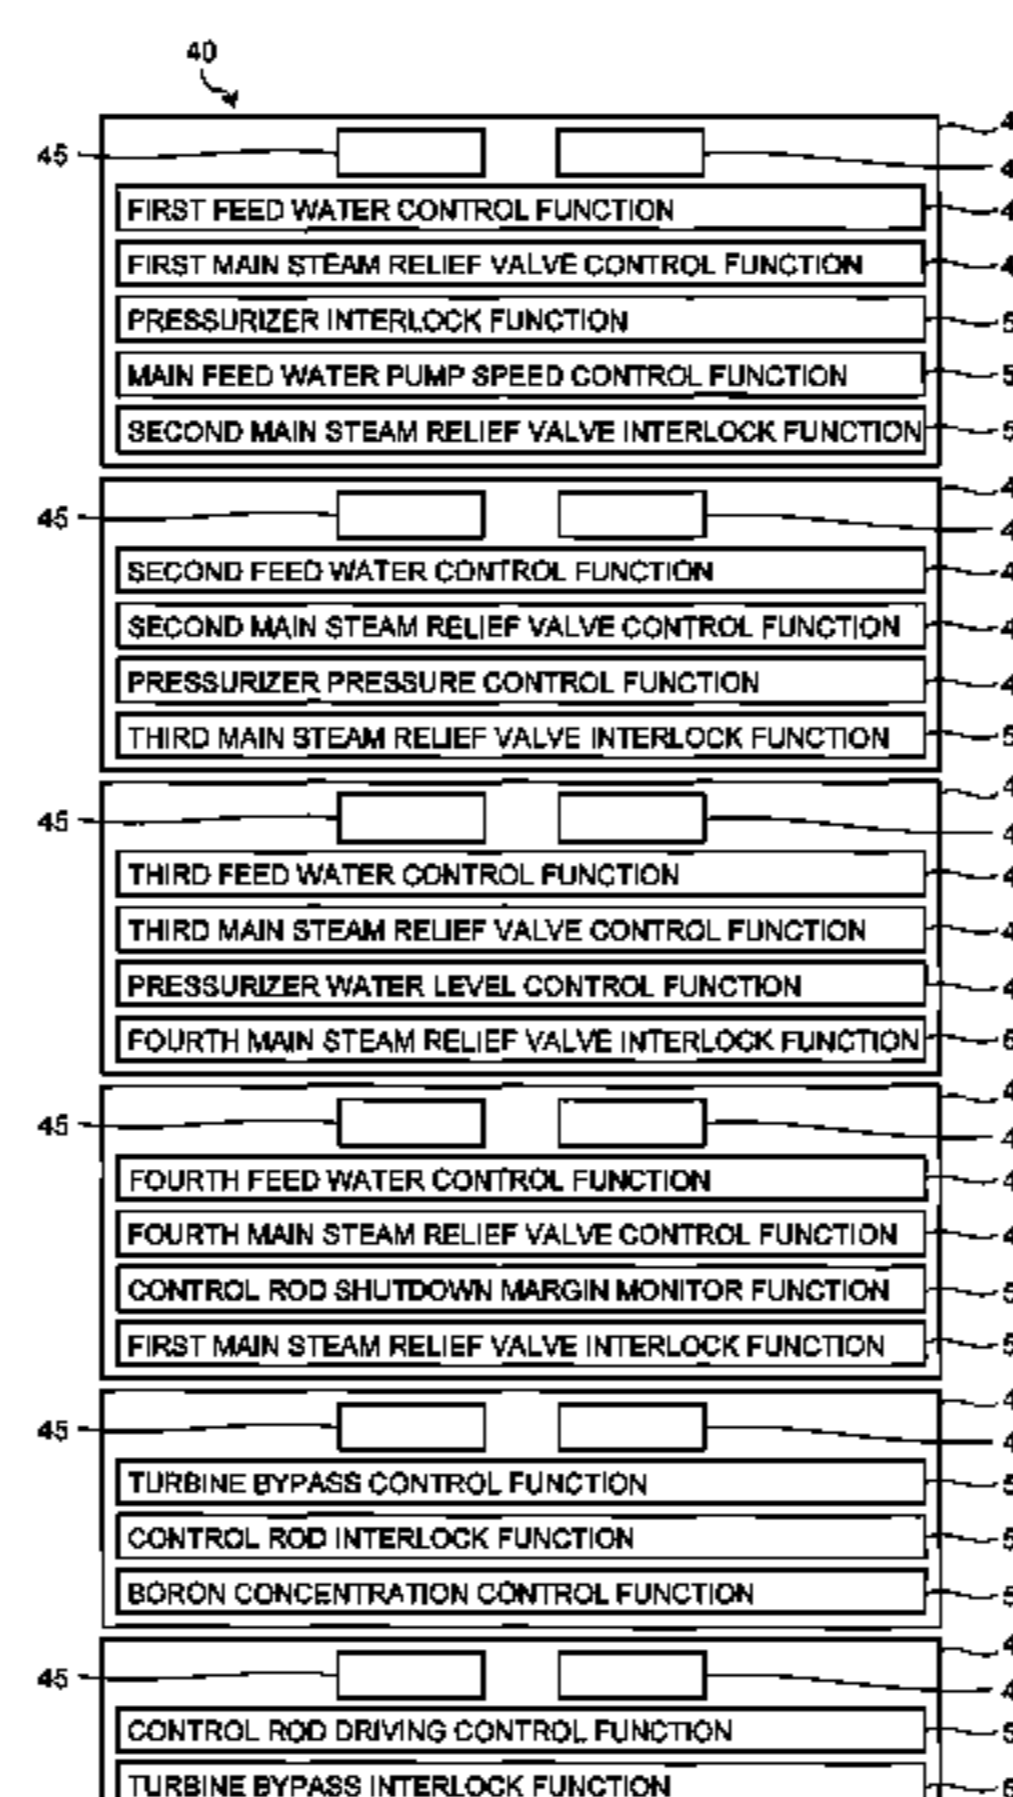 40
45
FIRST FEED WATER CONTROL FUNCTION
FIRST MAIN STEAM RELIEF VALVE CONTROL FUNCTION
PRESSURIZER INTERLOCK FUNCTION
MAIN FEED WATER PUMP SPEED CONTROL FUNCTION
SECOND MAIN STEAM RELIEF VALVE INTERLOCK FUNCTION
45
SECOND FEED WATER CONTROL FUNCTION
SECOND MAIN STEAM RELIEF VALVE CONTROL FUNCTION
PRESSURIZER PRESSURE CONTROL FUNCTION
THIRD MAIN STEAM RELIEF VALVE INTERLOCK FUNCTION
45
THIRD FEED WATER CONTROL FUNCTION
THIRD MAIN STEAM RELIEF VALVE CONTROL FUNCTION
PRESSURIZER WATER LEVEL CONTROL FUNCTION
FOURTH MAIN STEAM RELIEF VALVE INTERLOCK FUNCTION
45
FOURTH FEED WATER CONTROL FUNCTION
FOURTH MAIN STEAM RELIEF VALVE CONTROL FUNCTION
CONTROL ROD SHUTDOWN MARGIN MONITOR FUNCTION
FIRST MAIN STEAM RELIEF VALVE INTERLOCK FUNCTION
45
TURBINE BYPASS CONTROL FUNCTION
CONTROL ROD INTERLOCK FUNCTION
BORON CONCENTRATION CONTROL FUNCTION
45
CONTROL ROD DRIVING CONTROL FUNCTION
TURBINE BYPASS INTERLOCK FUNCTION